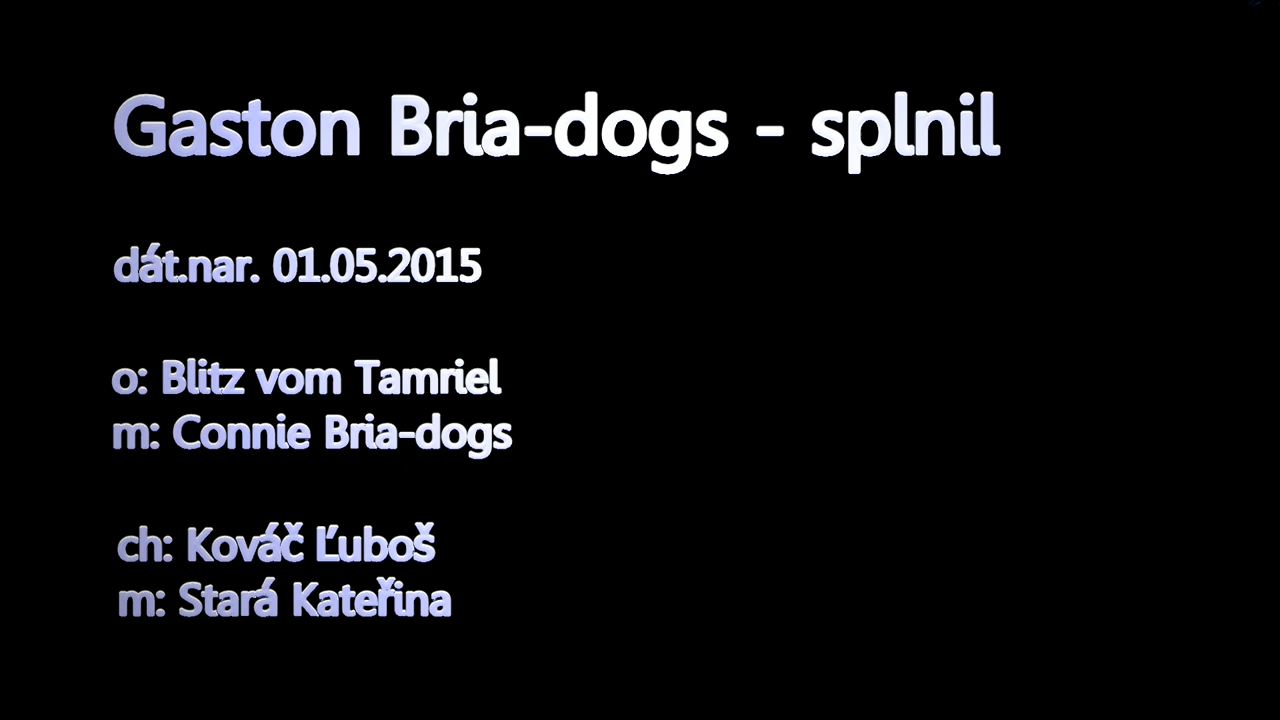 Gaston Bria-dogs - splnil
dát.nar. 01.05.2015
o: Blitz vom Tamriel
m: Connie Bria-dogs
ch: Kováč Ľuboš
m: Stará Kateřina